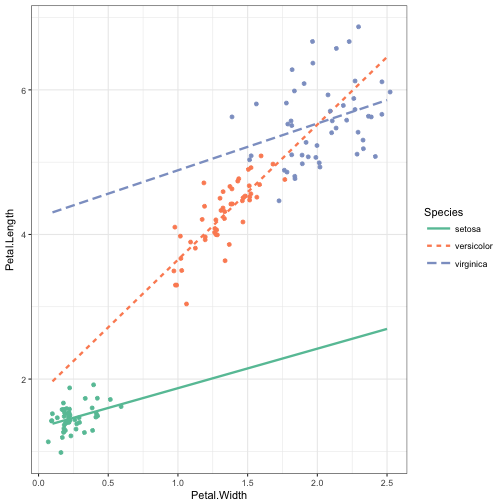 6
4
2
Petal.Length
0.0 0.5 1.0 1.5 2.0 2.5
Petal.Width
Species
setosa
versicolor
virginica